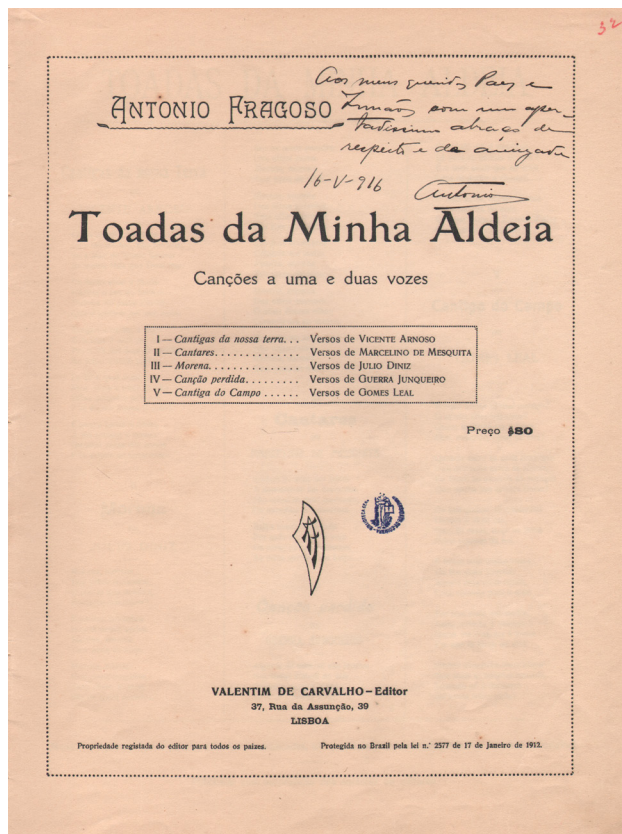 32
Aos meus queridos Paes e
Irmãos com um aper-
tadissimo abraço de
respeito e de amizade
16-V-916
Antonio
ANTONIO FRAGOSO
Toadas da Minha Aldeia
Canções a uma e duas vozes
I — Cantigas da nossa terra... Versos de VICENTE ARNOSO
II — Cantares.............. Versos de MARCELINO DE MESQUITA
III — Morena............... Versos de JULIO DINIZ
IV — Canção perdida......... Versos de GUERRA JUNQUEIRO
V — Cantiga do Campo ...... Versos de GOMES LEAL
Preço $80
VALENTIM DE CARVALHO — Editor
37, Rua da Assunção, 39
LISBOA
Propriedade registada do editor para todos os paizes.
Protegida no Brazil pela lei n.º 2577 de 17 de Janeiro de 1912.